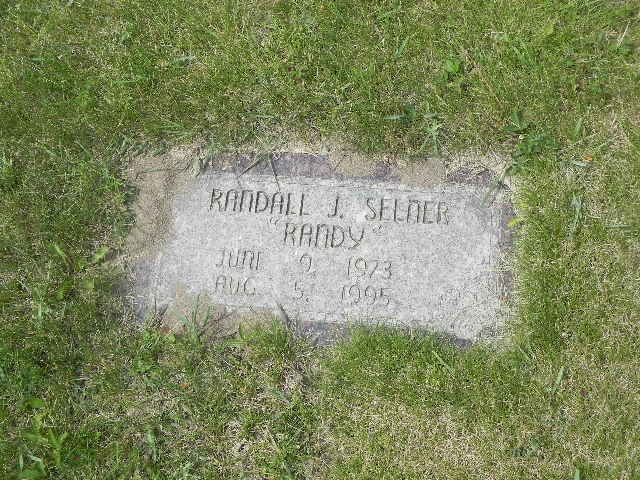 RANDALL J. SELNER
"RANDY"
JUNE 9, 1973
AUG. 5, 1995